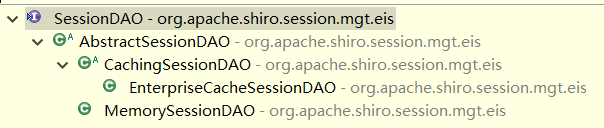 SessionDAO - org.apache.shiro.session.mgt.eis
AbstractSessionDAO - org.apache.shiro.session.mgt.eis
CachingSessionDAO - org.apache.shiro.session.mgt.eis
EnterpriseCacheSessionDAO - org.apache.shiro.session.mgt.eis
MemorySessionDAO - org.apache.shiro.session.mgt.eis